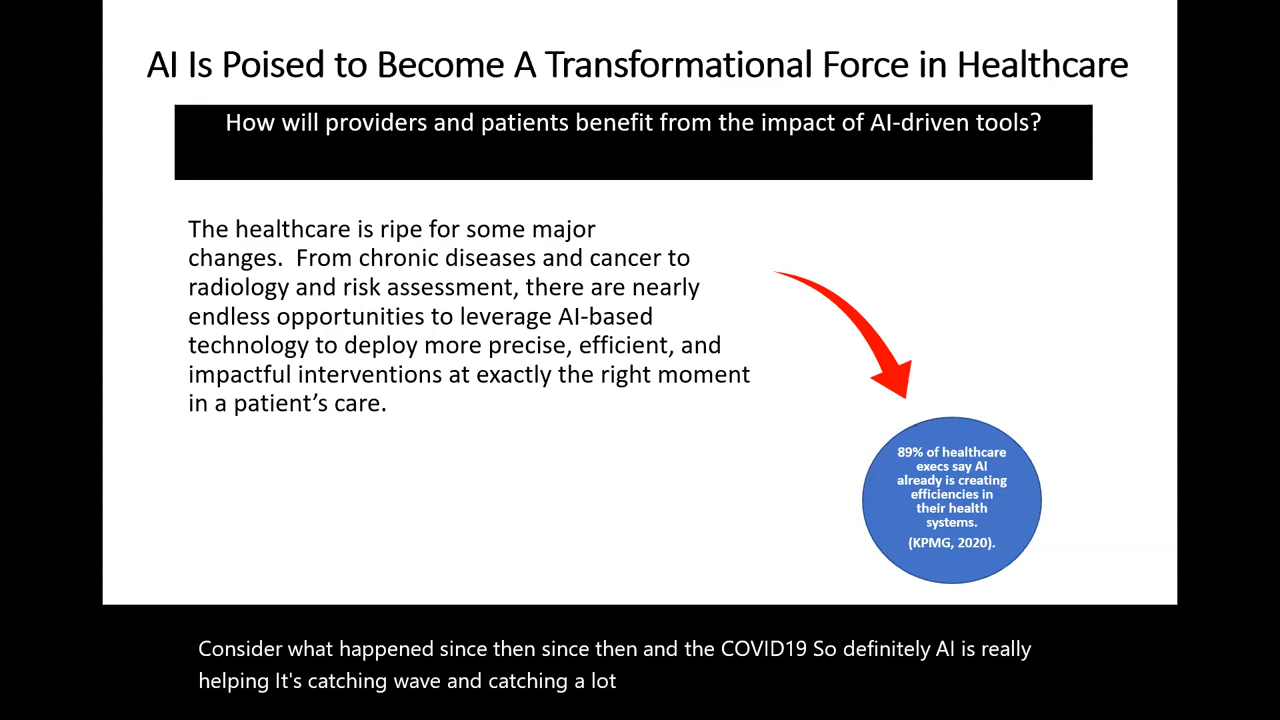 AI Is Poised to Become A Transformational Force in Healthcare
How will providers and patients benefit from the impact of AI-driven tools?
The healthcare is ripe for some major
changes.  From chronic diseases and cancer to
radiology and risk assessment, there are nearly
endless opportunities to leverage AI-based
technology to deploy more precise, efficient, and
impactful interventions at exactly the right moment
in a patient’s care.
89% of healthcare
execs say AI
already is creating
efficiencies in
their health
systems.
(KPMG, 2020).
Consider what happened since then since then and the COVID19 So definitely AI is really
helping It's catching wave and catching a lot